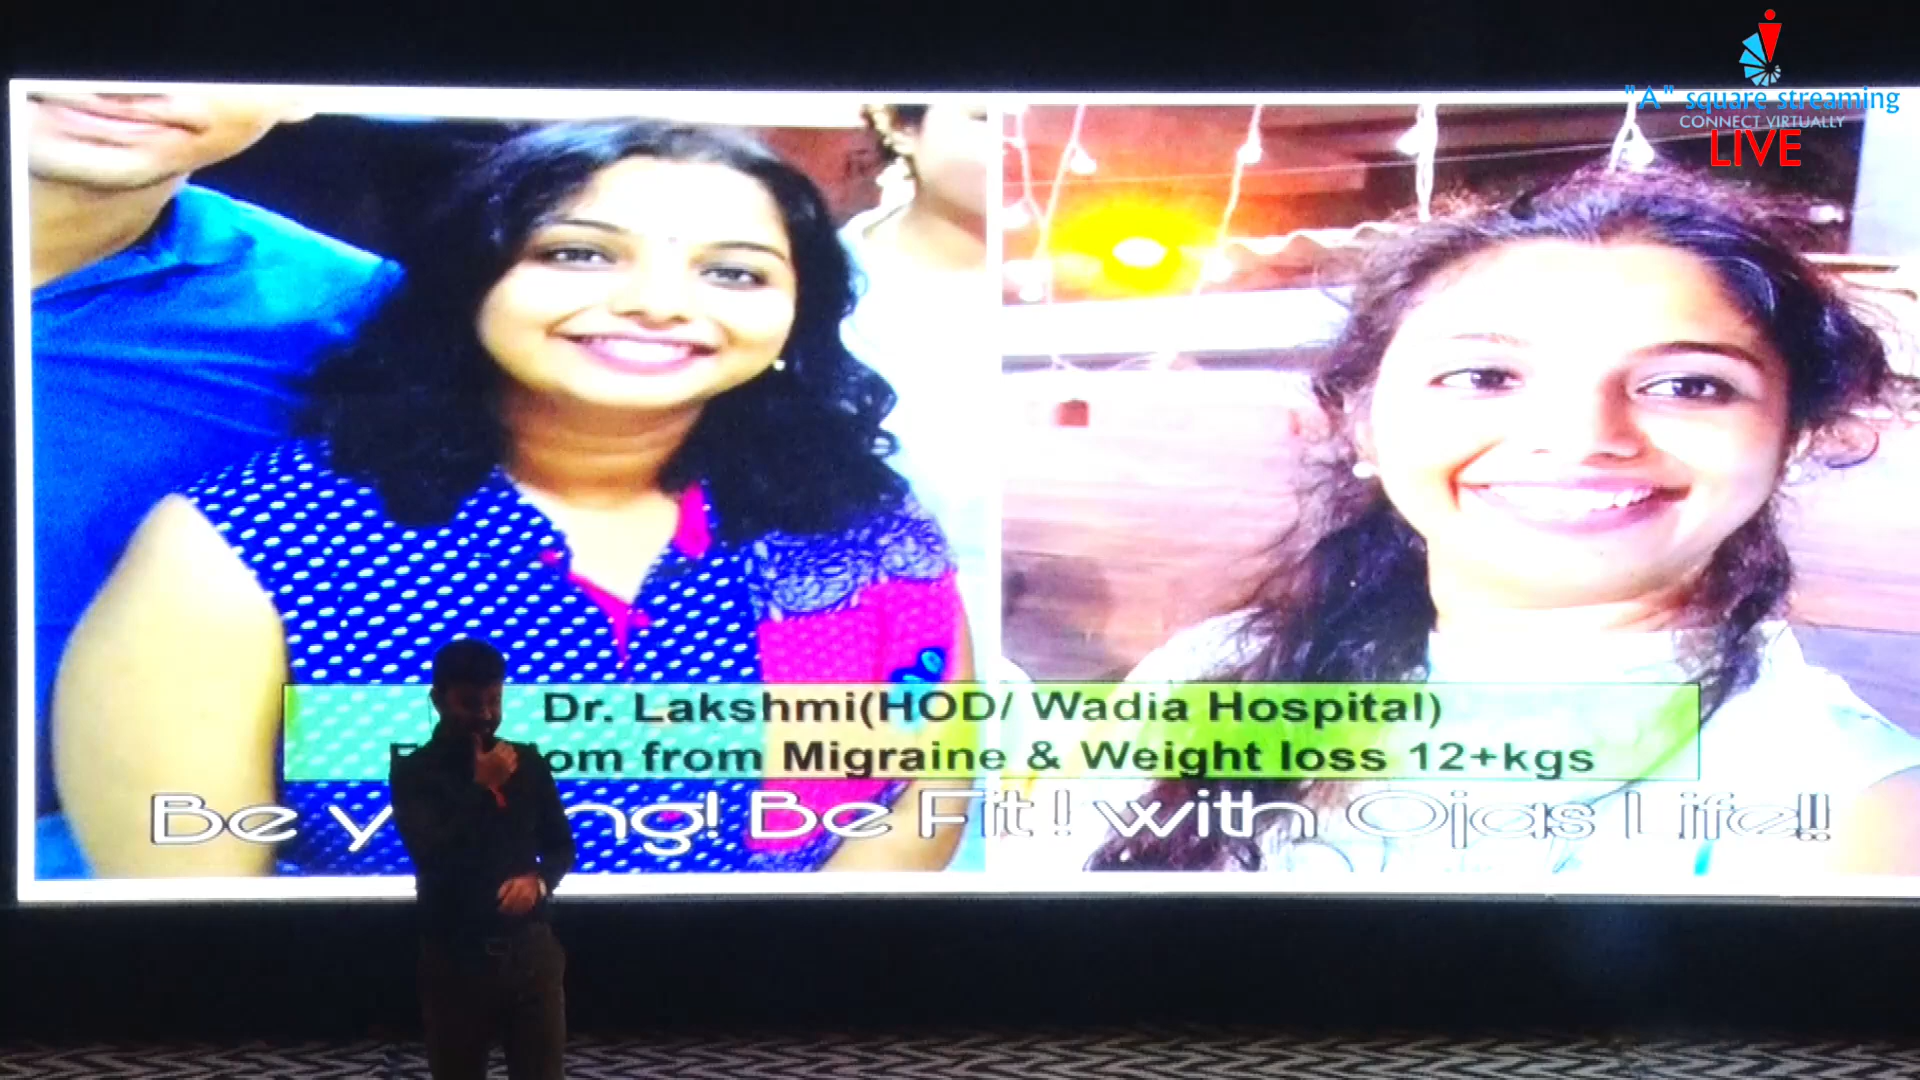 "A" square streaming
CONNECT VIRTUALLY
LIVE
Dr. Lakshmi(HOD/ Wadia Hospital)
from Migraine & Weight loss 12+kgs
Be Be Fit! with Ojas Life!!